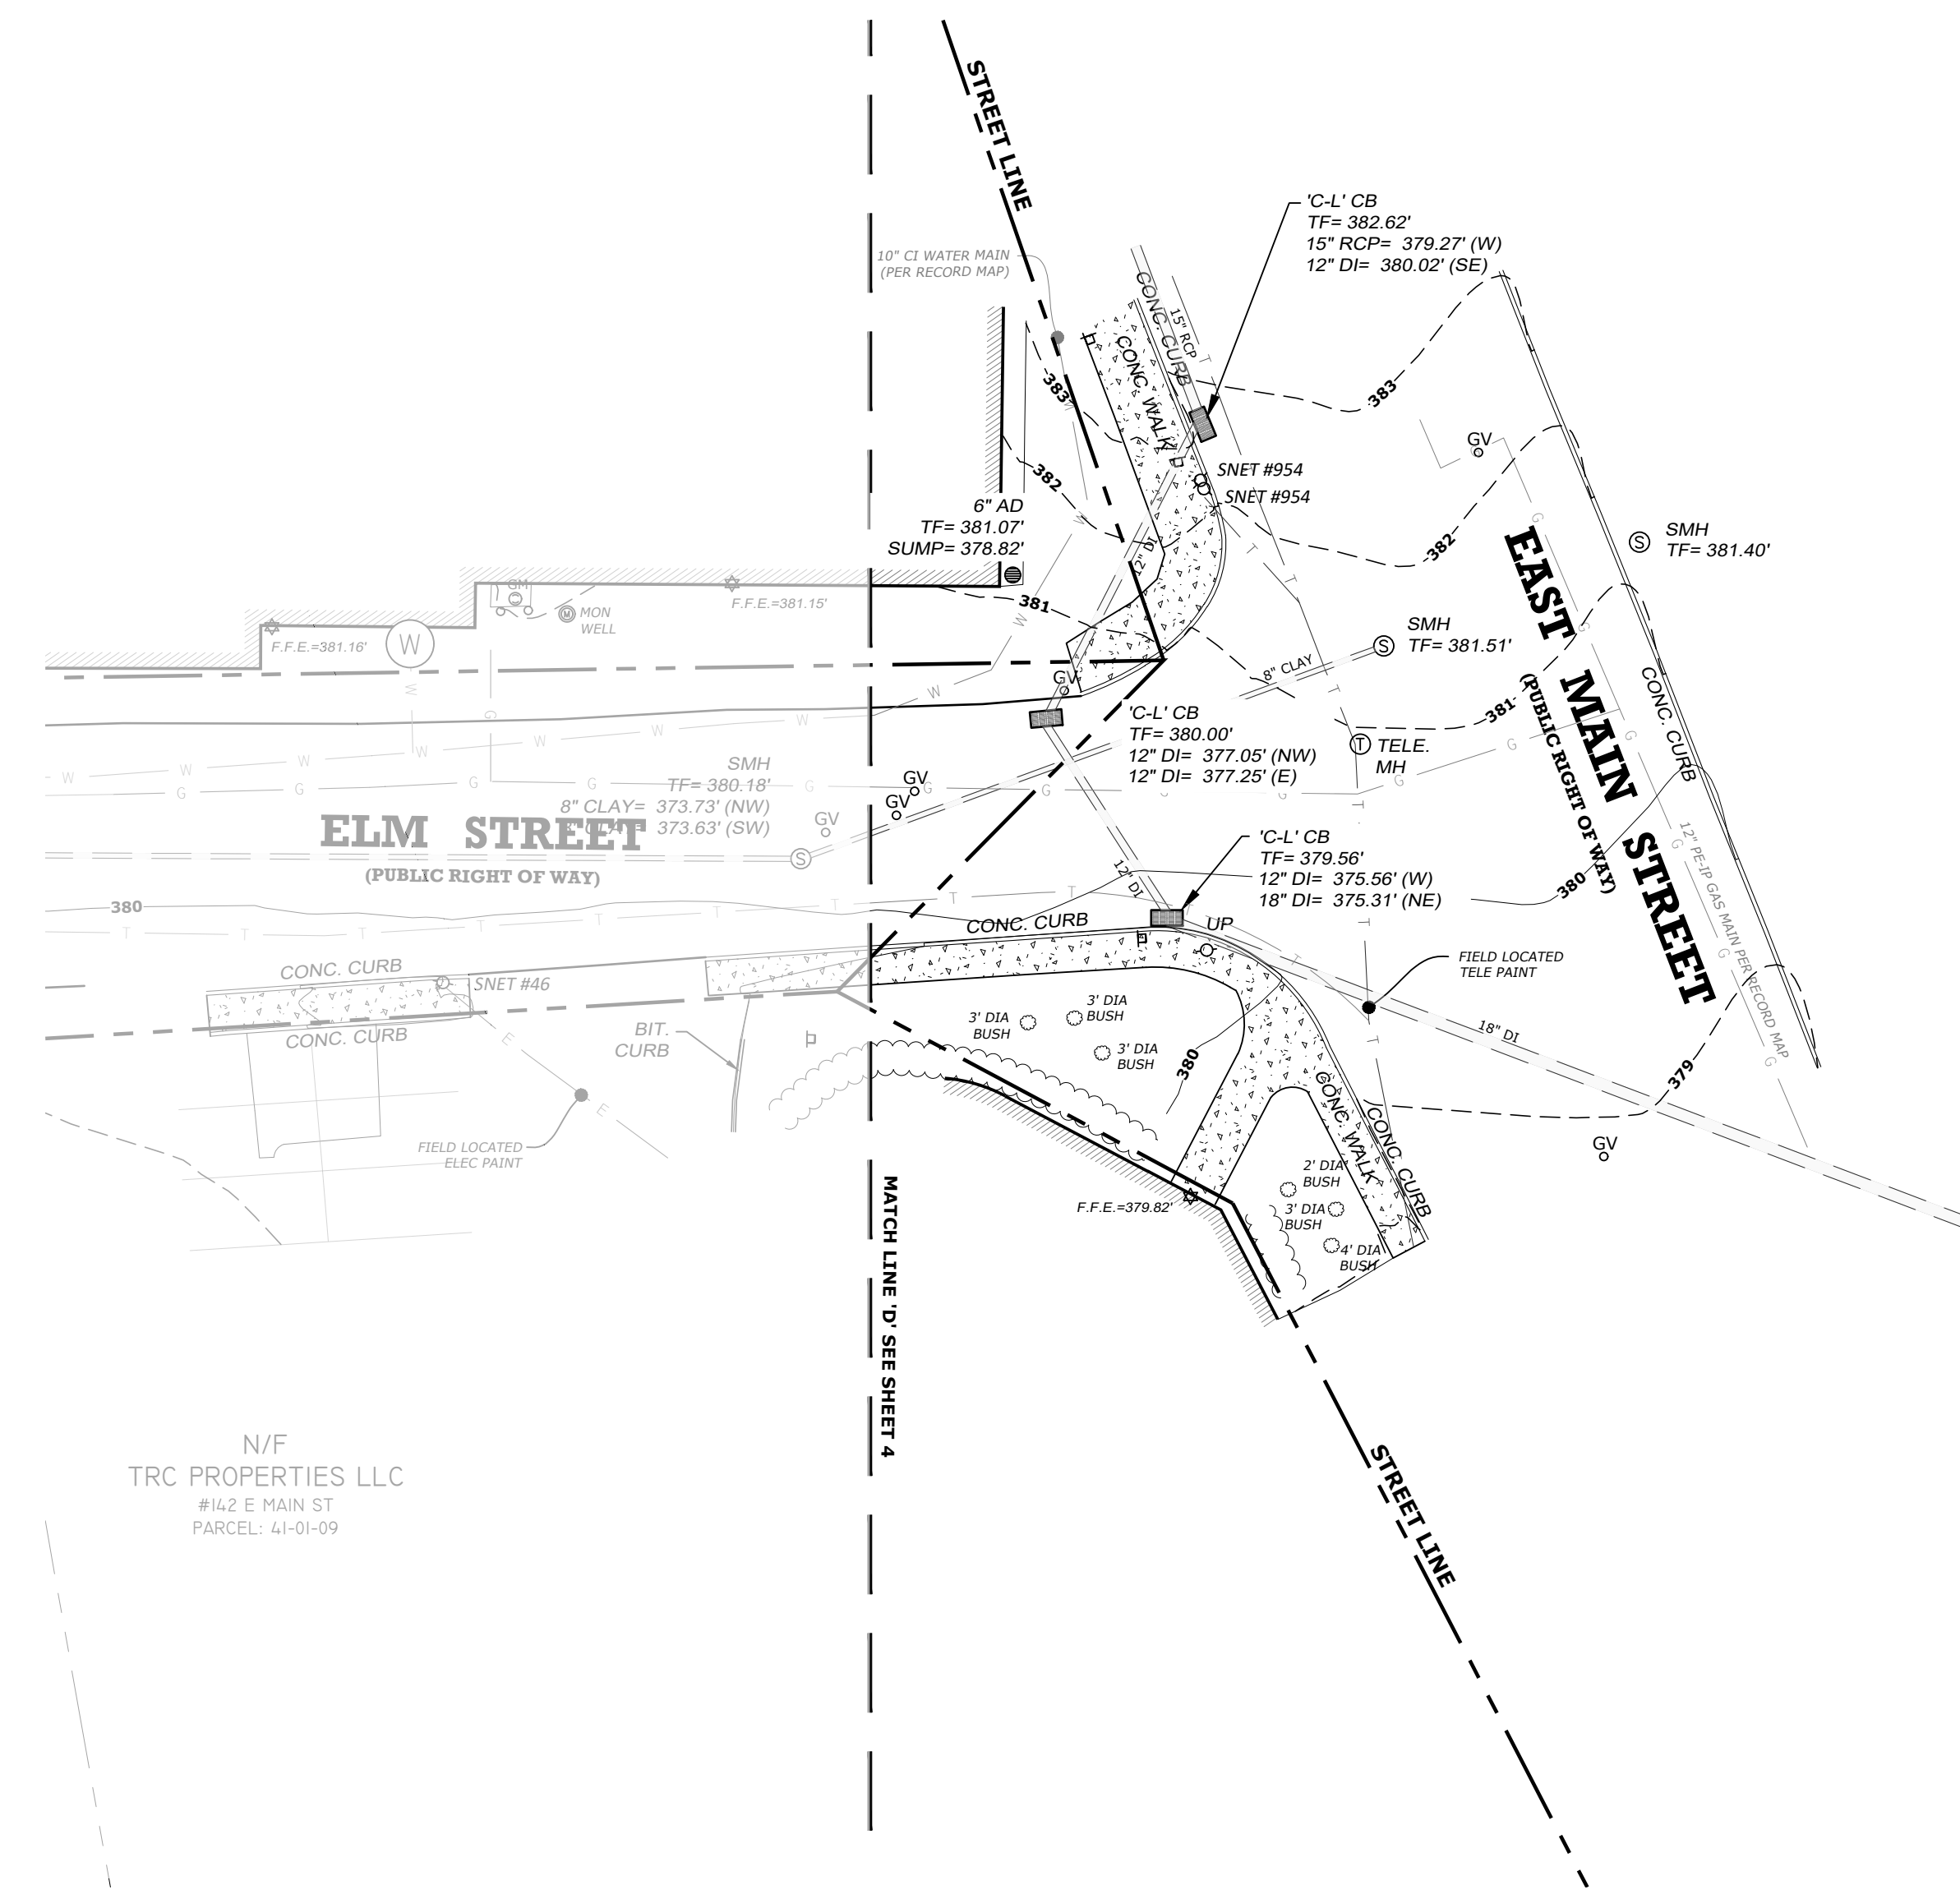 STREET LINE
'C-L' CB
TF= 382.62'
15" RCP=  379.27' (W)
12" DI=  380.02' (SE)
10" CI WATER MAIN
(PER RECORD MAP)
CONC. CURB
15" RCP
T
CONC. WALK
383
W
383
GV
382
SNET #954
SNET #954
6" AD
TF= 381.07'
SUMP= 378.82'
W
G
S
SMH
TF= 381.40'
382
12" DI
T
T
GM
MON
WELL
F.F.E.=381.15'
381
W
F.F.E.=381.16'
W
SMH
TF= 381.51'
S
G
8" CLAY
EAST MAIN STREET
(PUBLIC RIGHT OF WAY)
W
G
W
GV
T
CONC. CURB
381
'C-L' CB
TF= 380.00'
12" DI=  377.05' (NW)
12" DI=  377.25' (E)
T
TELE.
MH
T
G
G
W
W
W
W
W
SMH
TF= 380.18'
8" CLAY=  373.73' (NW)
8" CLAY=  373.63' (SW)
G
G
G
G
G
G
G
G
G
G
GV
GV
GV
T
ELM STREET
(PUBLIC RIGHT OF WAY)
S
'C-L' CB
TF= 379.56'
12" DI=  375.56' (W)
18" DI=  375.31' (NE)
12" DI
G
12" PE-IP GAS MAIN PER RECORD MAP
380
380
T
T
T
T
T
T
T
T
T
T
CONC. CURB
UP
T
FIELD LOCATED
TELE PAINT
G
CONC. CURB
SNET #46
CONC. CURB
BIT.
CURB
3' DIA
BUSH
3' DIA
BUSH
3' DIA
BUSH
380
18" DI
T
G
379
E
E
FIELD LOCATED
ELEC PAINT
CONC. WALK
CONC. CURB
GV
F.F.E.=379.82'
2' DIA
BUSH
3' DIA
BUSH
4' DIA
BUSH
MATCH LINE 'D' SEE SHEET 4
N/F
TRC PROPERTIES LLC
#142 E MAIN ST
PARCEL: 41-01-09
STREET LINE